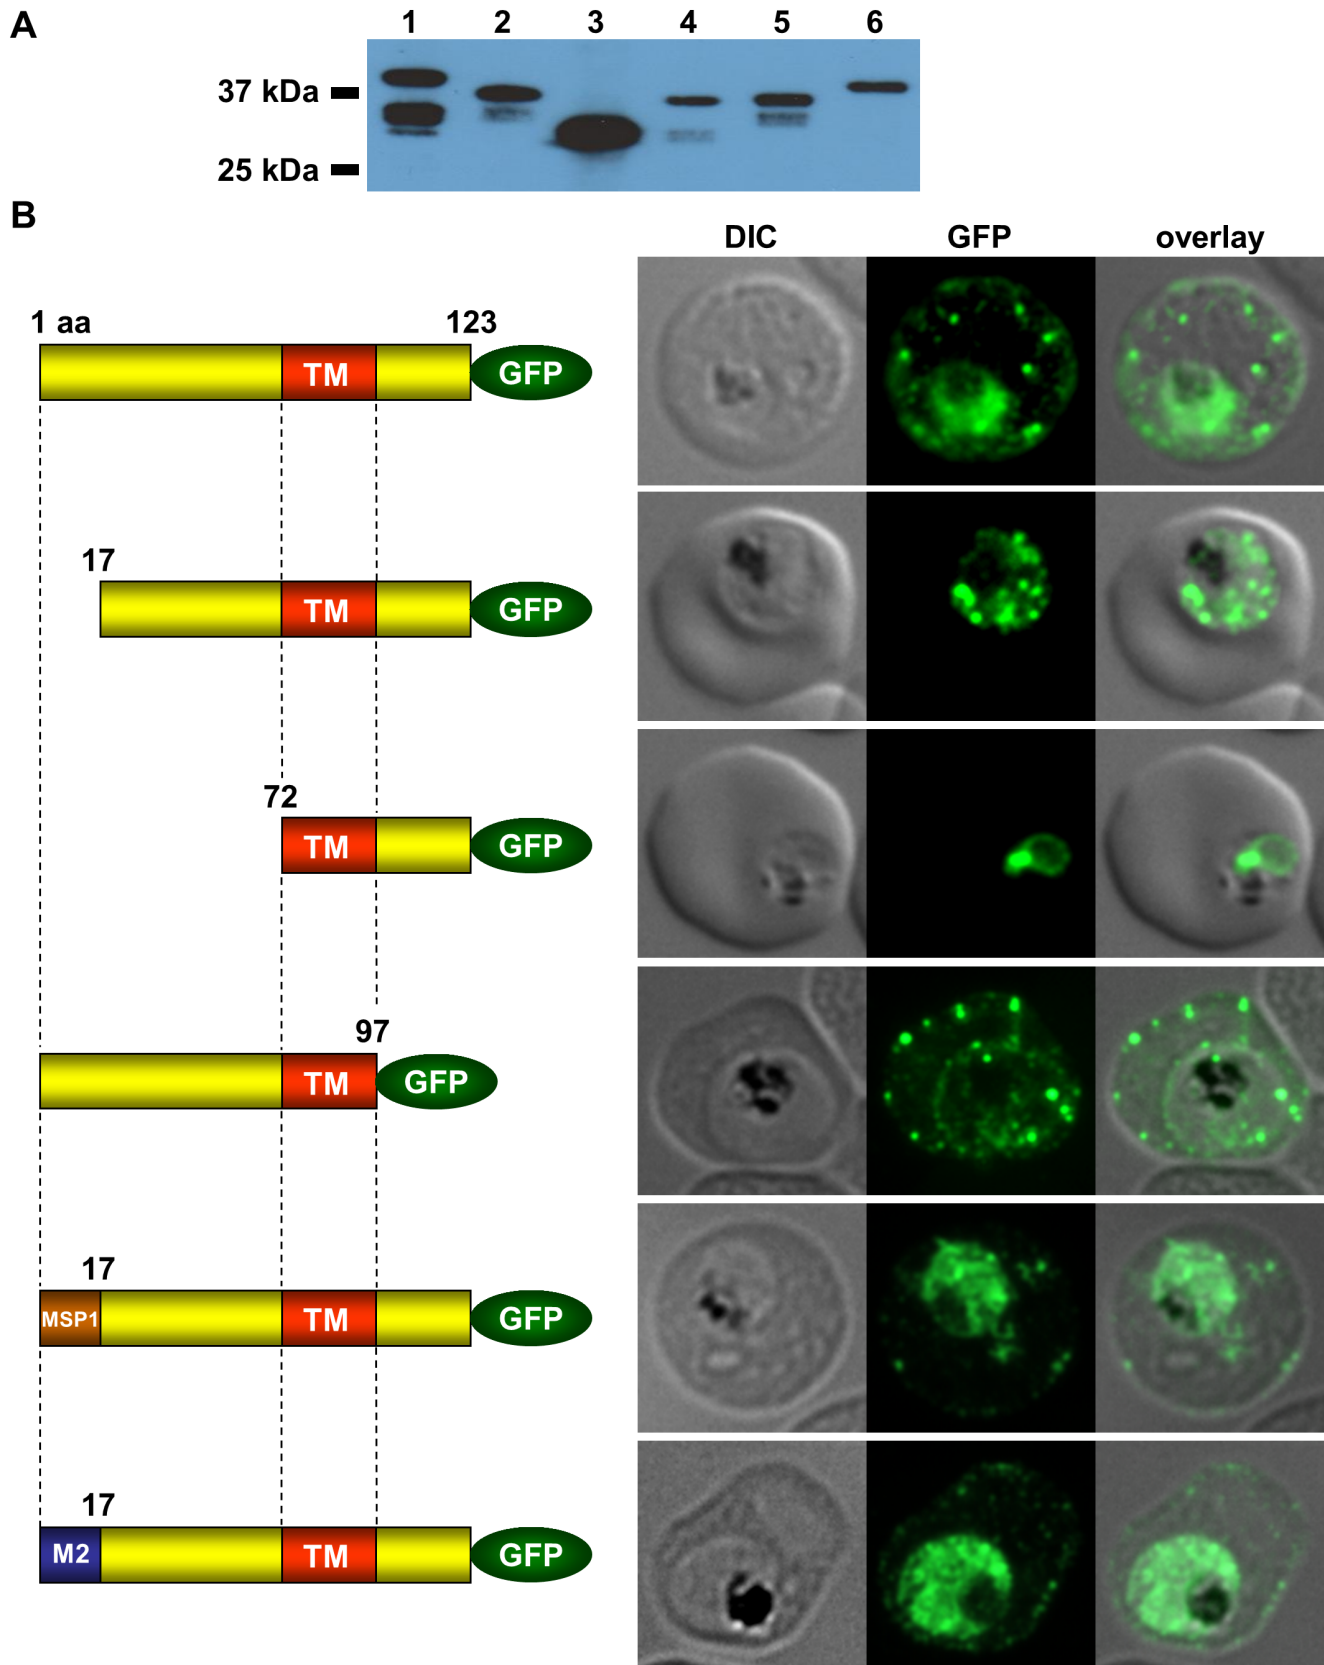 A
1 2 3 4 5 6
37 kDa
25 kDa
B
DIC GFP overlay
1 aa 123
TM GFP
17
TM GFP
72
TM GFP
97
TM GFP
17
MSP1 TM GFP
17
M2 TM GFP